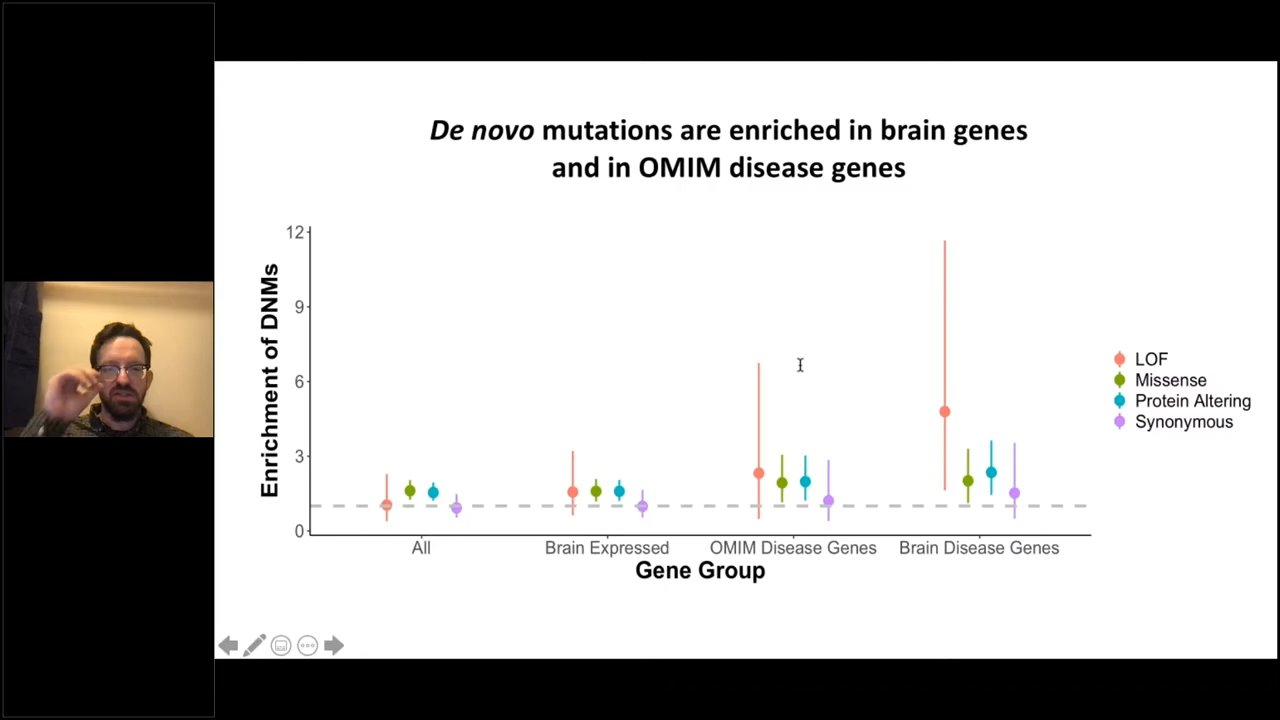 De novo mutations are enriched in brain genes
and in OMIM disease genes
Enrichment of DNMs
12
9
6
3
0
All
Brain Expressed
OMIM Disease Genes
Brain Disease Genes
Gene Group
LOF
Missense
Protein Altering
Synonymous